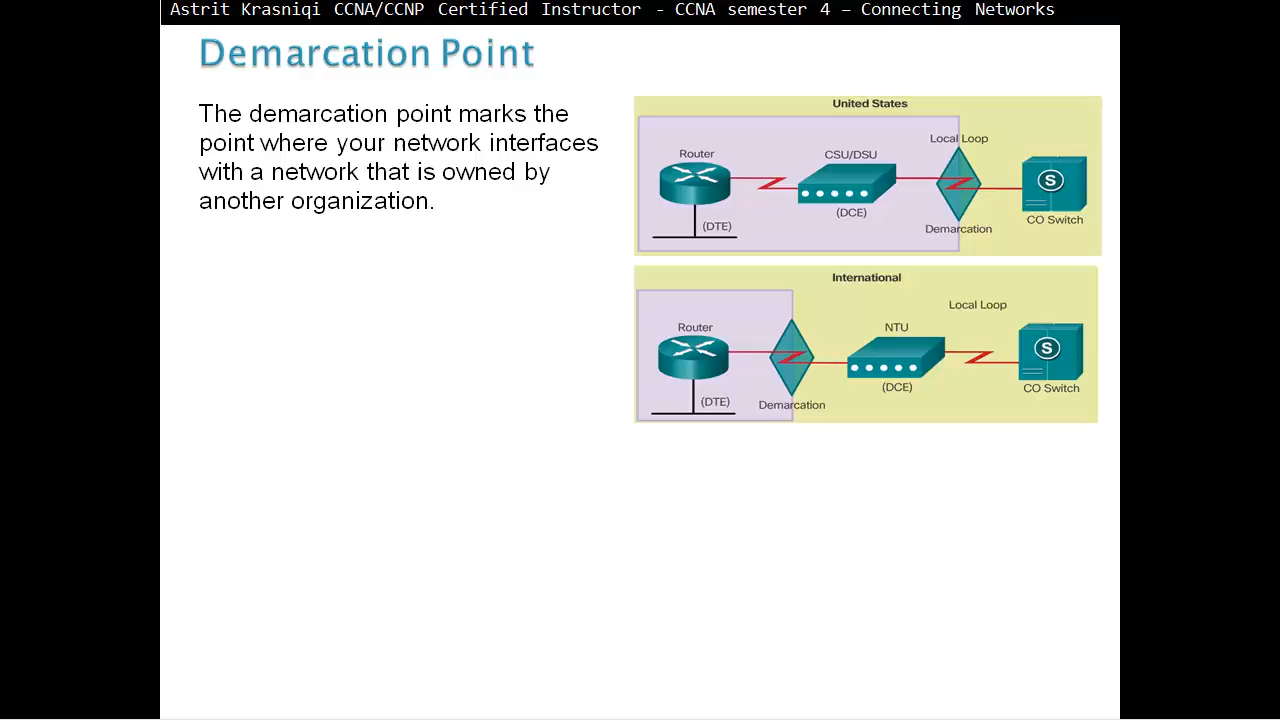 Astrit Krasniqi CCNA/CCNP Certified Instructor - CCNA semester 4 – Connecting Networks
Demarcation Point
The demarcation point marks the
point where your network interfaces
with a network that is owned by
another organization.
United States
Local Loop
Router
CSU/DSU
S
(DCE)
CO Switch
(DTE)
Demarcation
International
Local Loop
Router
NTU
S
(DCE)
CO Switch
(DTE)
Demarcation